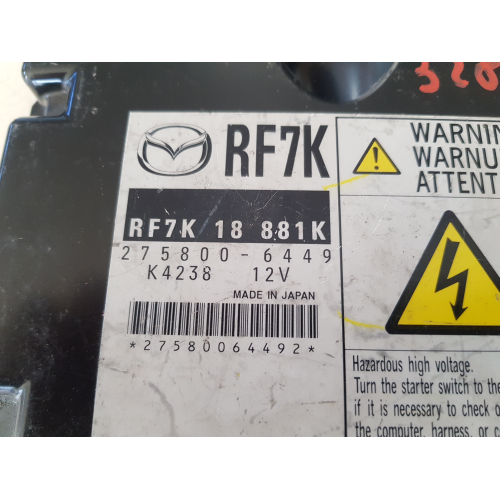 320
RF7K
RF7K 18 881K
275800-6449
K4238 12V
MADE IN JAPAN
*27580064492*
WARNIN
WARNU
ATTENT
Hazardous high voltage.
Turn the starter switch to the
if it is necessary to check o
the computer, harness, or c